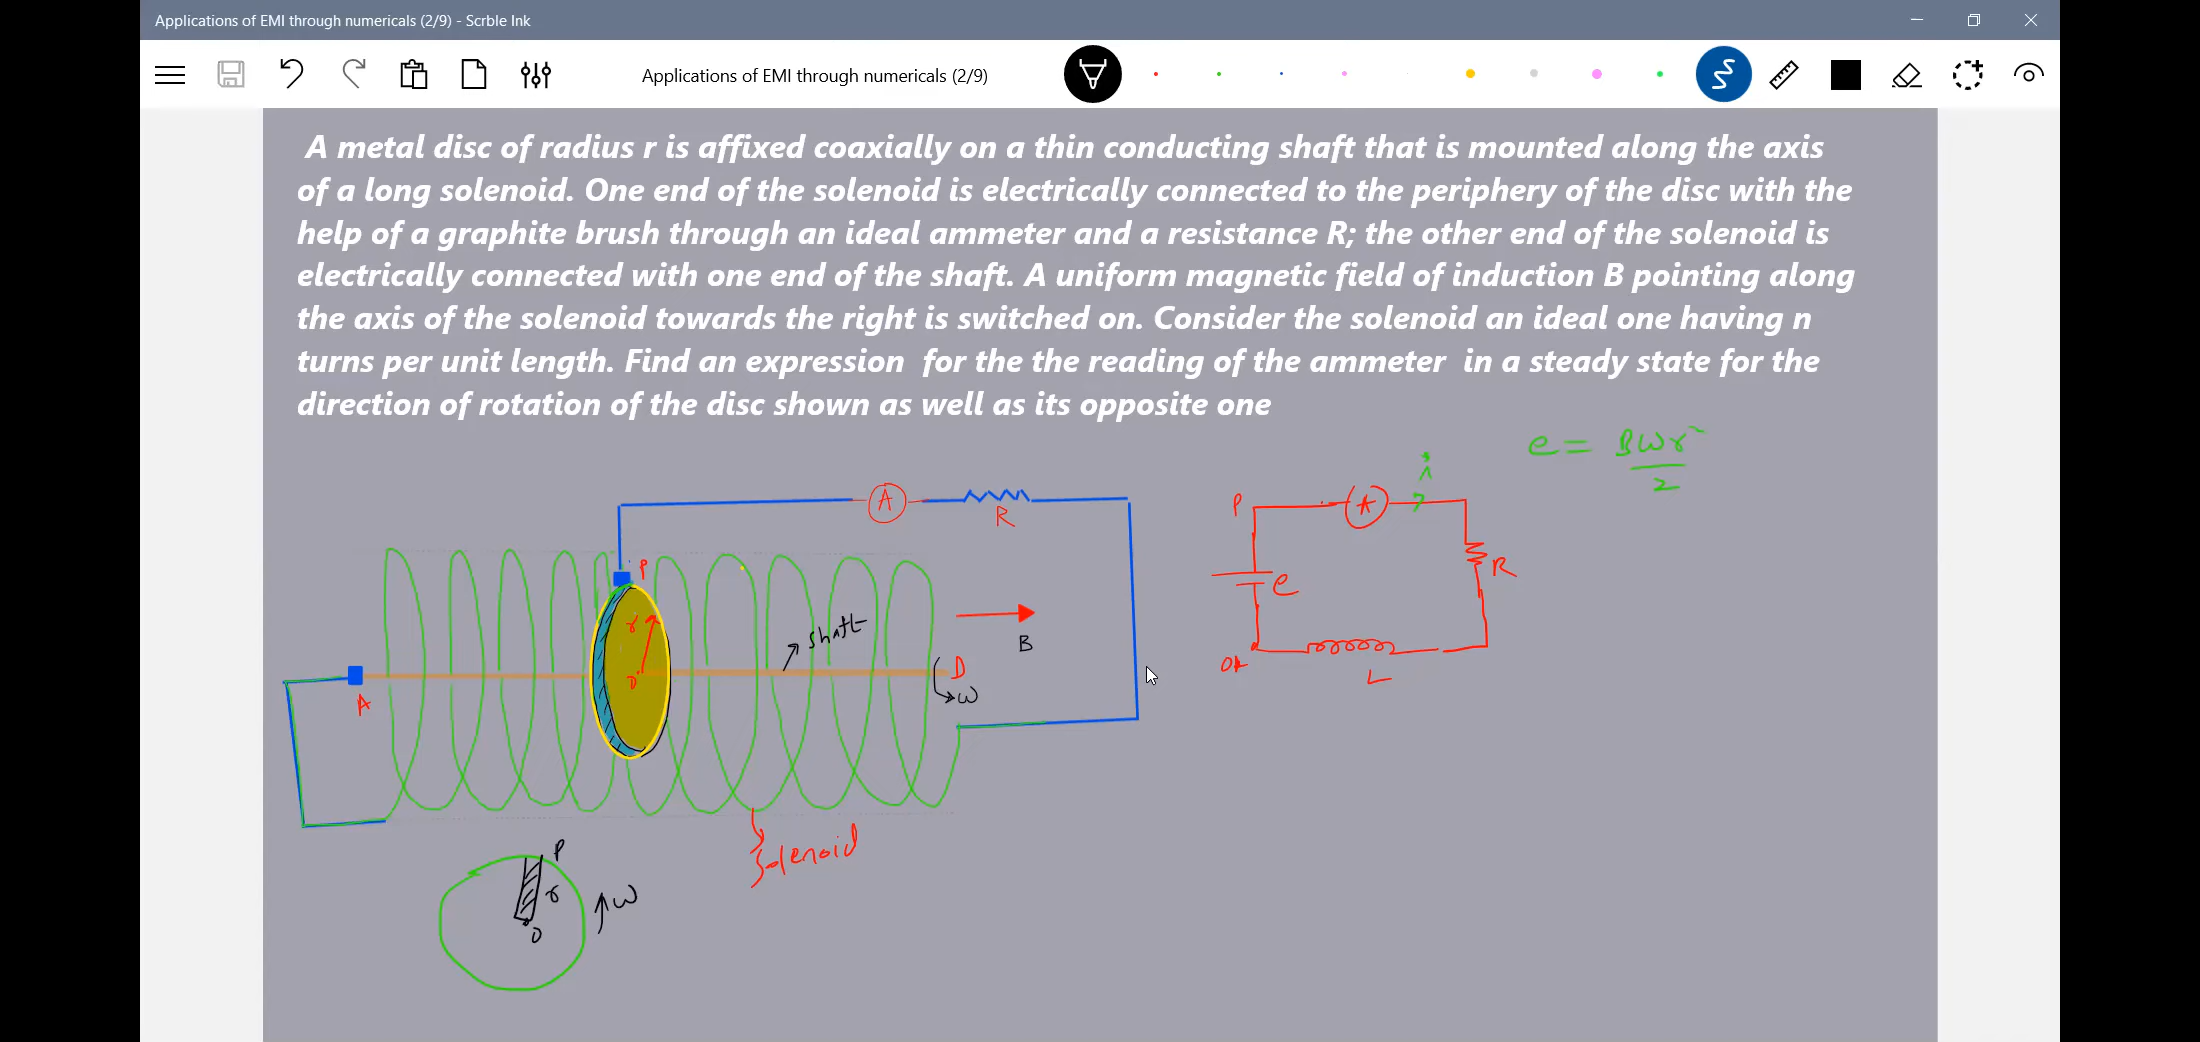 Applications of EMI through numericals (2/9) - Scrble Ink
Applications of EMI through numericals (2/9)
A metal disc of radius r is affixed coaxially on a thin conducting shaft that is mounted along the axis
of a long solenoid. One end of the solenoid is electrically connected to the periphery of the disc with the
help of a graphite brush through an ideal ammeter and a resistance R; the other end of the solenoid is
electrically connected with one end of the shaft. A uniform magnetic field of induction B pointing along
the axis of the solenoid towards the right is switched on. Consider the solenoid an ideal one having n
turns per unit length. Find an expression for the the reading of the ammeter in a steady state for the
direction of rotation of the disc shown as well as its opposite one
e = Bωr²
2
A
R
P
A
R
e
L
P
r
shaft
B
O
D
ω
A
solenoid
P
r
ω
O